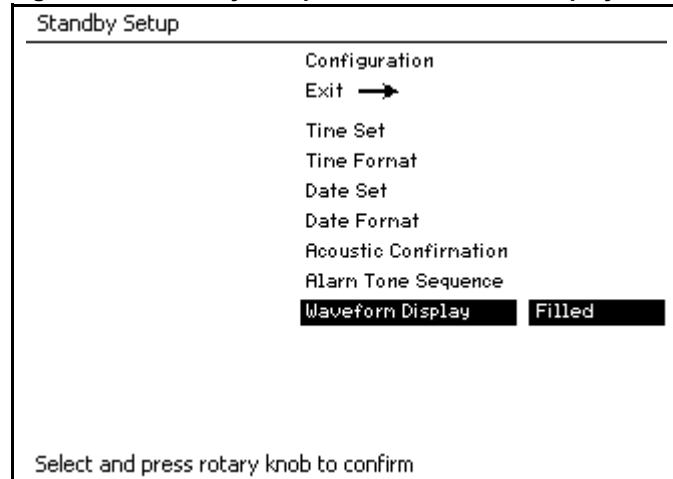 Standby Setup
Configuration
Exit
Time Set
Time Format
Date Set
Date Format
Acoustic Confirmation
Alarm Tone Sequence
Waveform Display Filled
Select and press rotary knob to confirm